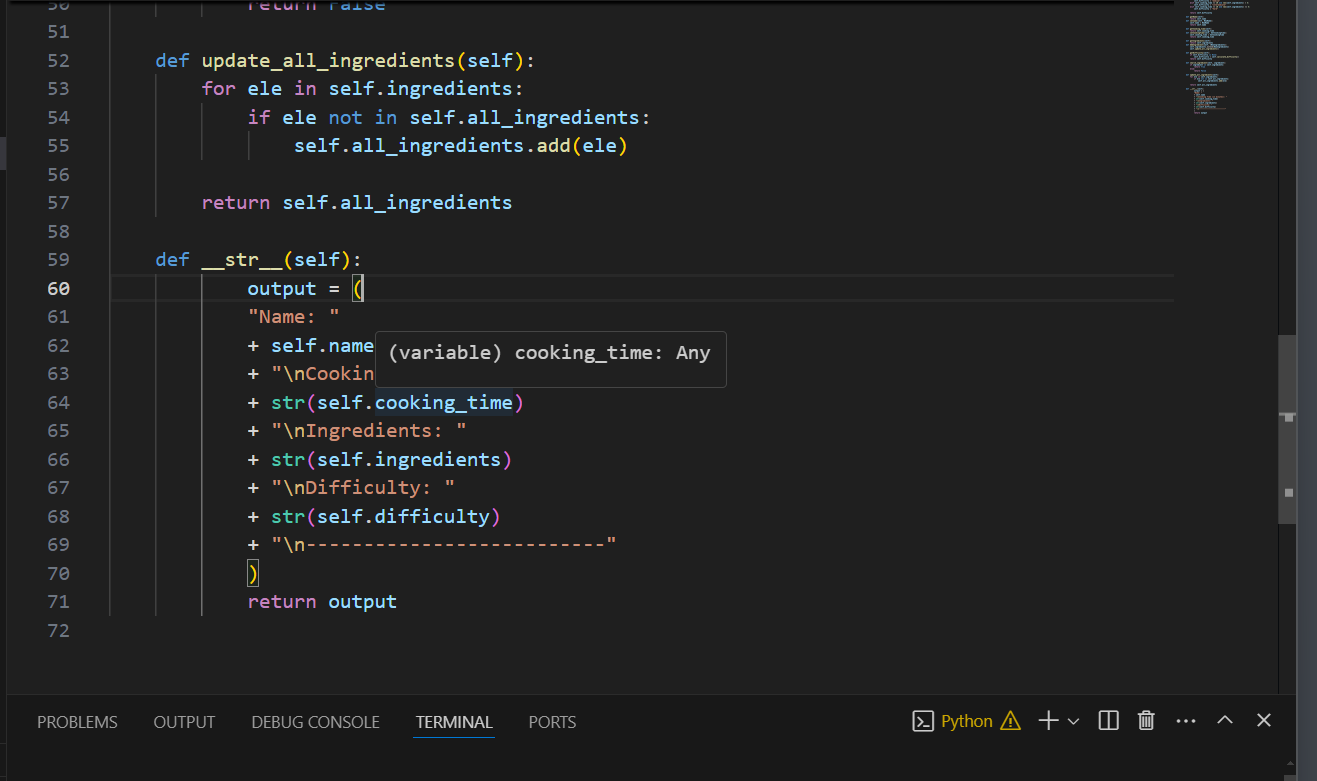 50 return False
51
52 def update_all_ingredients(self):
53 for ele in self.ingredients:
54 if ele not in self.all_ingredients:
55 self.all_ingredients.add(ele)
56
57 return self.all_ingredients
58
59 def __str__(self):
60 output = (
61 "Name: "
62 + self.name
(variable) cooking_time: Any
63 + "\nCookin
64 + str(self.cooking_time)
65 + "\nIngredients: "
66 + str(self.ingredients)
67 + "\nDifficulty: "
68 + str(self.difficulty)
69 + "\n--------------------------"
70 )
71 return output
72
PROBLEMS OUTPUT DEBUG CONSOLE TERMINAL PORTS Python